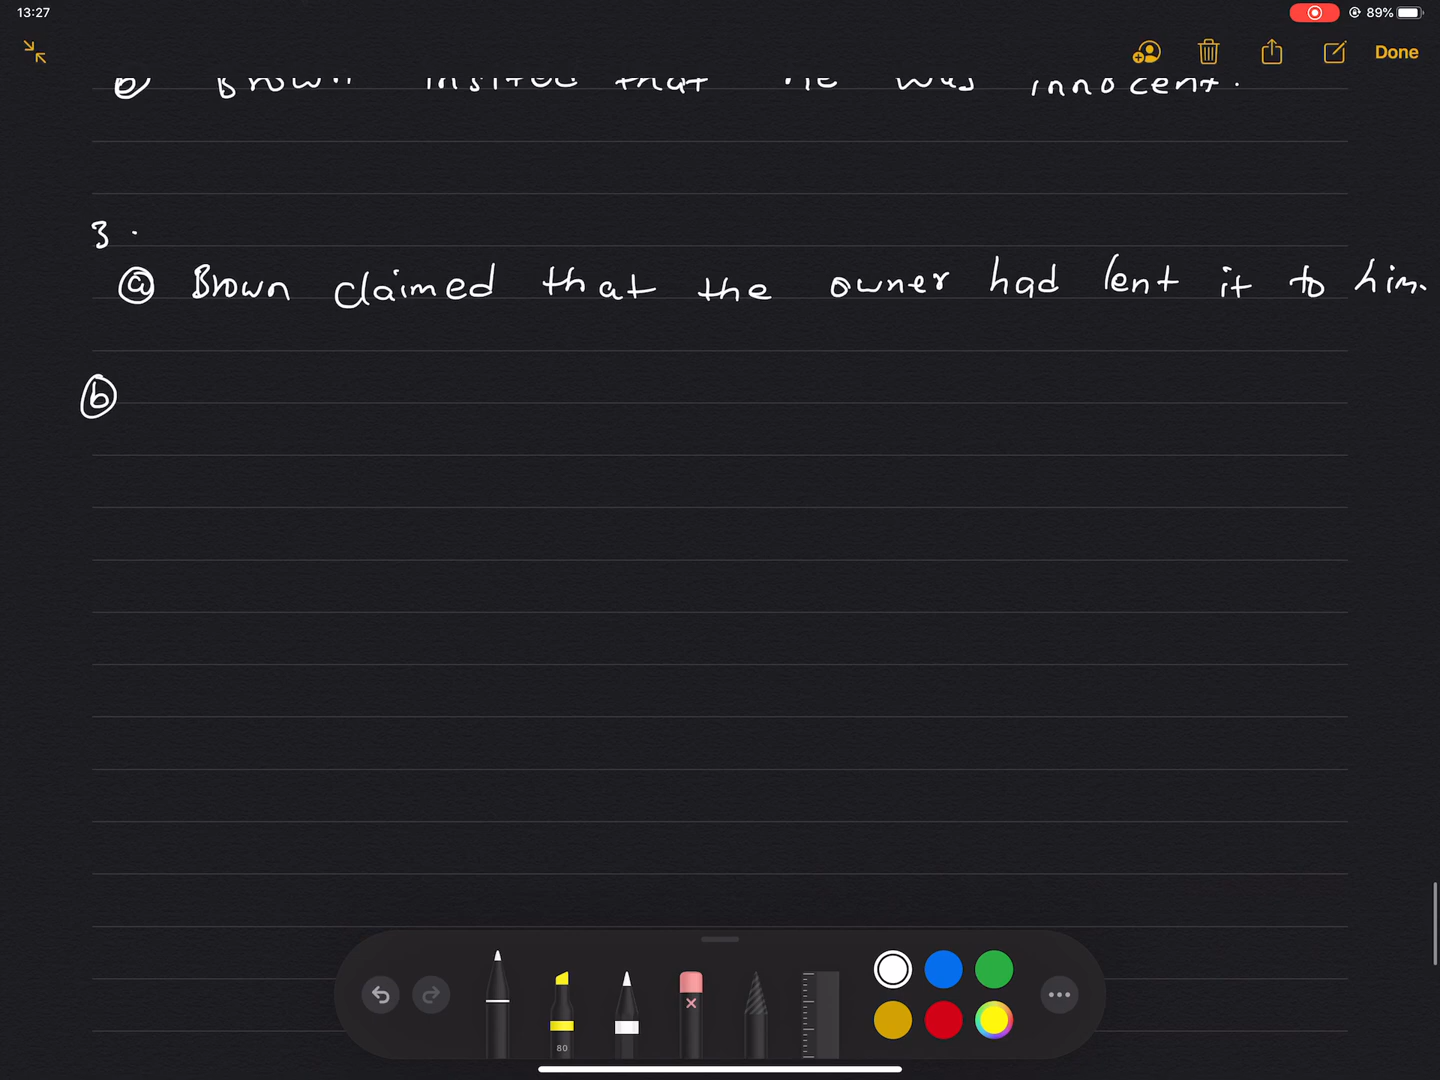 13:27
89%
Done
e Brown insited that he was innocent.
3.
a Brown claimed that the owner had lent it to him.
b
80